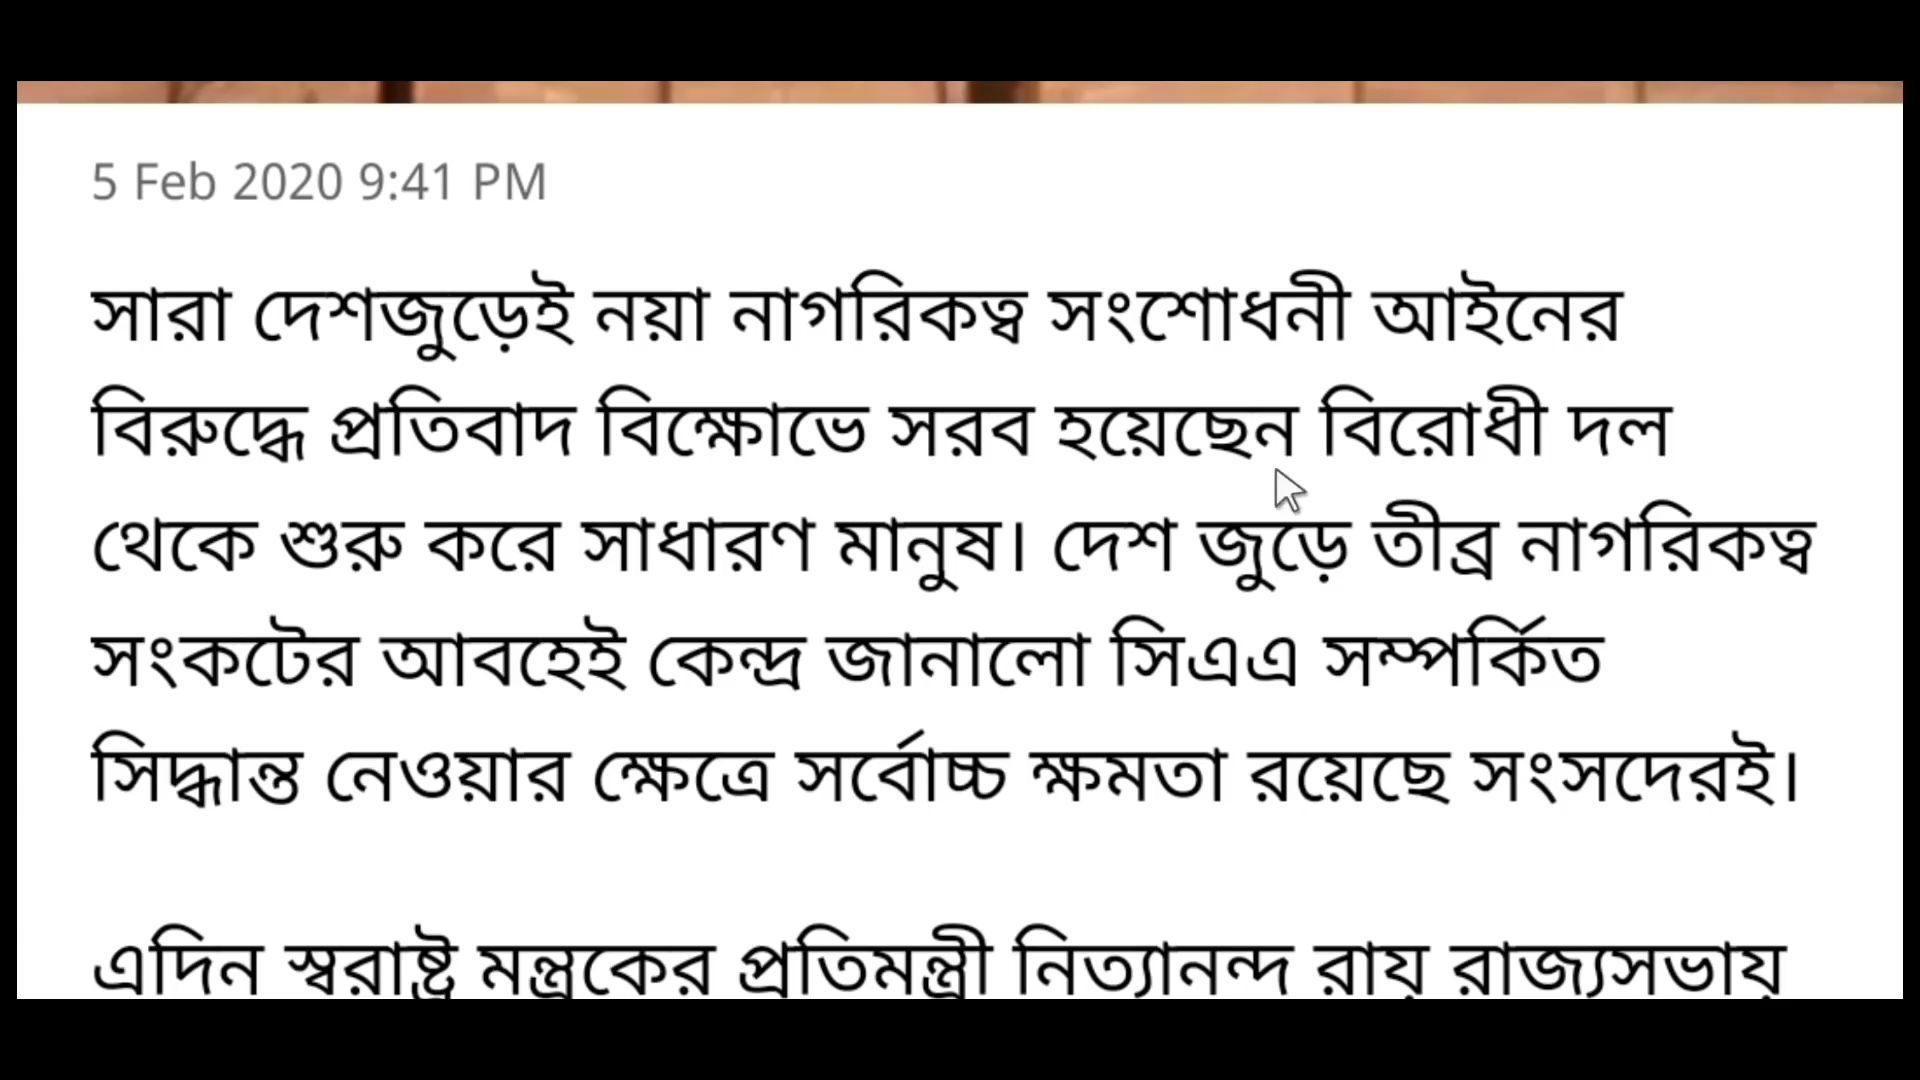 5 Feb 2020 9:41 PM
সারা দেশজুড়েই নয়া নাগরিকত্ব সংশোধনী আইনের
বিরুদ্ধে প্রতিবাদ বিক্ষোভে সরব হয়েছেন বিরোধী দল
থেকে শুরু করে সাধারণ মানুষ। দেশ জুড়ে তীব্র নাগরিকত্ব
সংকটের আবহেই কেন্দ্র জানালো সিএএ সম্পর্কিত
সিদ্ধান্ত নেওয়ার ক্ষেত্রে সর্বোচ্চ ক্ষমতা রয়েছে সংসদেরই।
এদিন স্বরাষ্ট্র মন্ত্রকের প্রতিমন্ত্রী নিত্যানন্দ রায় রাজ্যসভায়